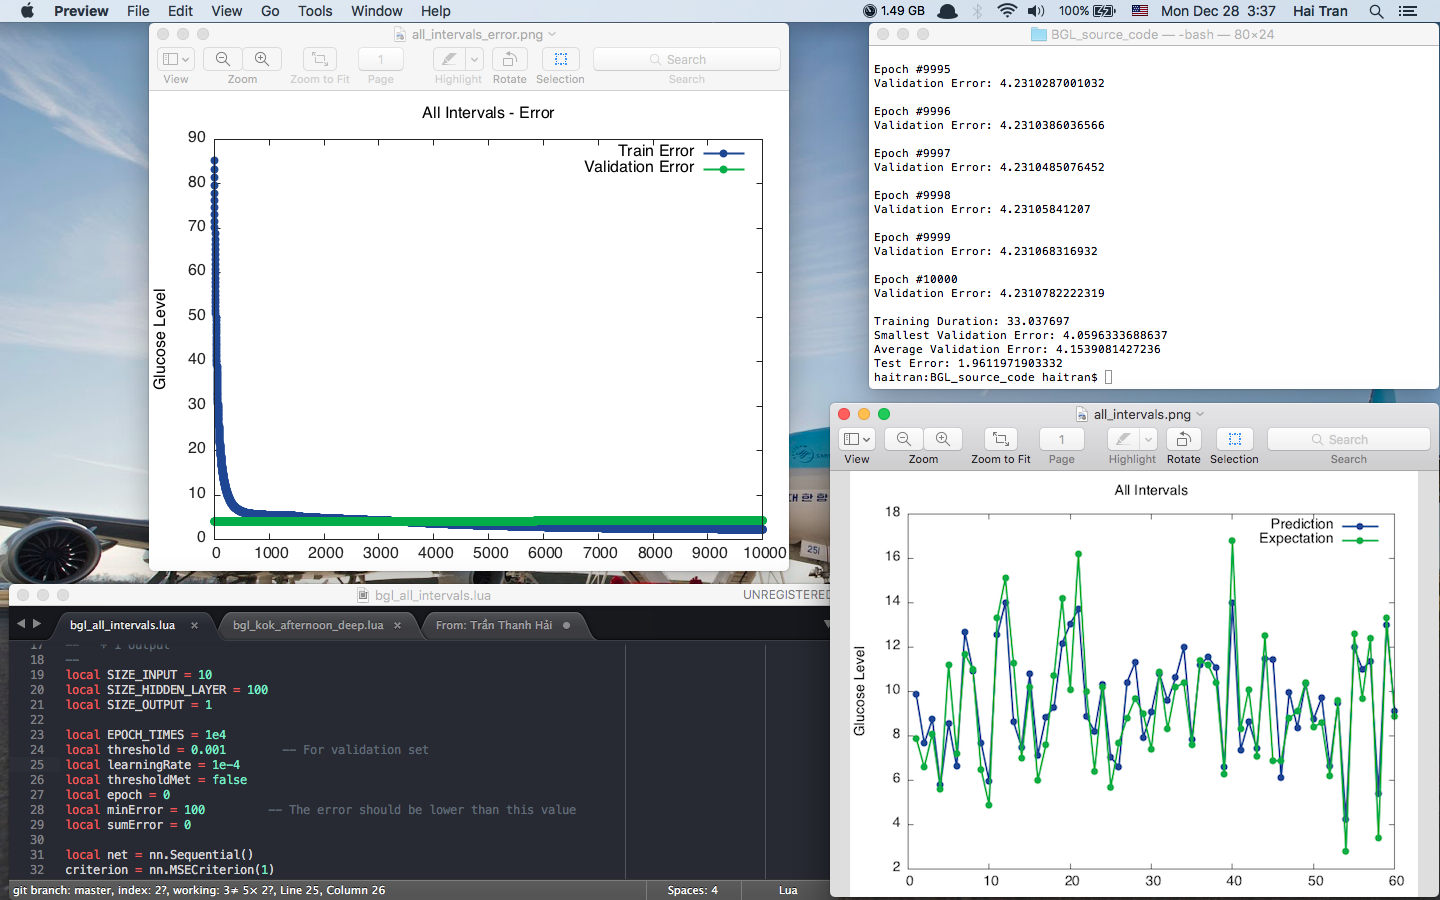 Preview File Edit View Go Tools Window Help
1.49 GB 100% Mon Dec 28 3:37 Hai Tran
all_intervals_error.png
1 Search
View Zoom Zoom to Fit Page Highlight Rotate Selection Search
All Intervals - Error
Train Error
Validation Error
Glucose Level
90
80
70
60
50
40
30
20
10
0
0 1000 2000 3000 4000 5000 6000 7000 8000 9000 10000
BGL_source_code — -bash — 80×24
Epoch #9995
Validation Error: 4.2310287001032
Epoch #9996
Validation Error: 4.2310386036566
Epoch #9997
Validation Error: 4.2310485076452
Epoch #9998
Validation Error: 4.23105841207
Epoch #9999
Validation Error: 4.231068316932
Epoch #10000
Validation Error: 4.2310782222319
Training Duration: 33.037697
Smallest Validation Error: 4.0596333688637
Average Validation Error: 4.1539081427236
Test Error: 1.9611971903332
haitran:BGL_source_code haitran$
대한항
251
bgl_all_intervals.lua UNREGISTERED
bgl_all_intervals.lua × bgl_kok_afternoon_deep.lua × From: Trần Thanh Hải
17 -- + 1 output
18 --
19 local SIZE_INPUT = 10
20 local SIZE_HIDDEN_LAYER = 100
21 local SIZE_OUTPUT = 1
22
23 local EPOCH_TIMES = 1e4
24 local threshold = 0.001 -- For validation set
25 local learningRate = 1e-4
26 local thresholdMet = false
27 local epoch = 0
28 local minError = 100 -- The error should be lower than this value
29 local sumError = 0
30
31 local net = nn.Sequential()
32 criterion = nn.MSECriterion(1)
git branch: master, index: 2?, working: 3≠ 5× 2?, Line 25, Column 26 Spaces: 4 Lua
all_intervals.png
1 Search
View Zoom Zoom to Fit Page Highlight Rotate Selection Search
All Intervals
Prediction
Expectation
Glucose Level
18
16
14
12
10
8
6
4
2
0 10 20 30 40 50 60